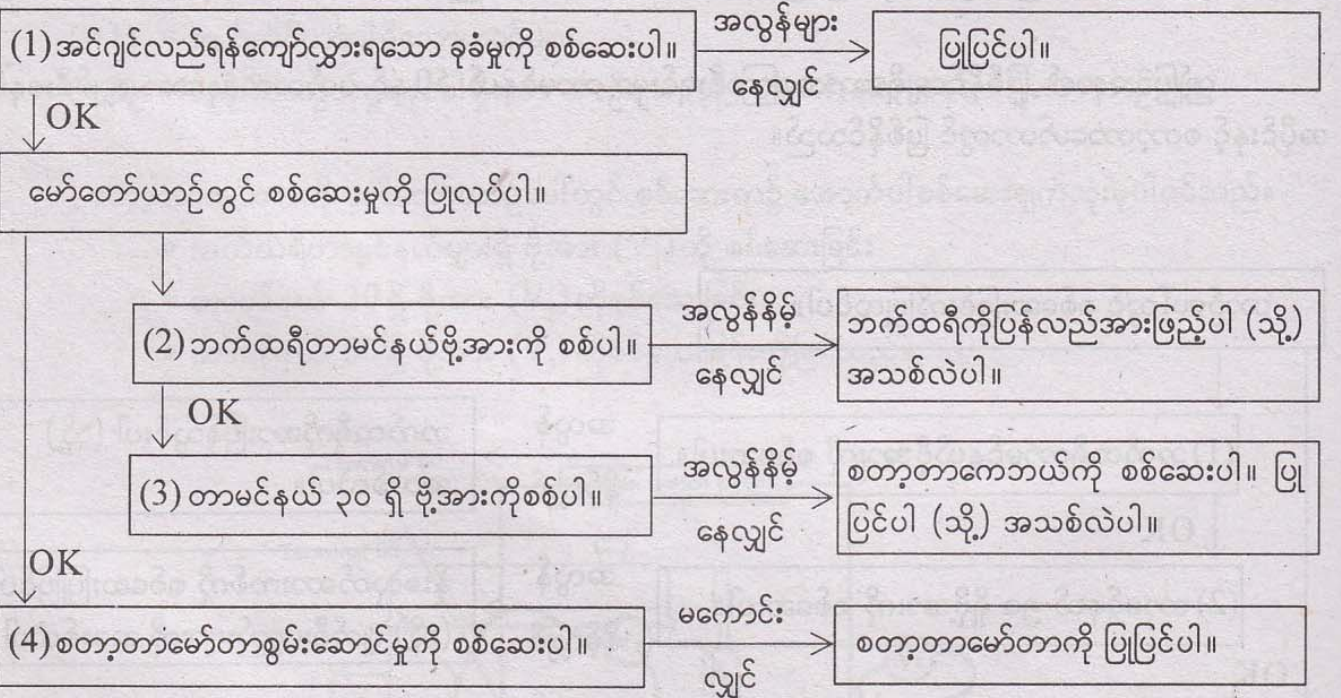 (1) အင်ဂျင်လည်ရန်ကျော်လွှားရသော ခုခံမှုကို စစ်ဆေးပါ။
အလွန်များ
နေလျှင်
ပြုပြင်ပါ။
OK
မော်တော်ယာဉ်တွင် စစ်ဆေးမှုကို ပြုလုပ်ပါ။
(2) ဘက်ထရီတာမင်နယ်ဗို့အားကို စစ်ပါ။
အလွန်နိမ့်
နေလျှင်
ဘက်ထရီကိုပြန်လည်အားဖြည့်ပါ (သို့)
အသစ်လဲပါ။
OK
(3) တာမင်နယ် ၃၀ ရှိ ဗို့အားကိုစစ်ပါ။
အလွန်နိမ့်
နေလျှင်
စတာ့တာကေဘယ်ကို စစ်ဆေးပါ။ ပြု
ပြင်ပါ (သို့) အသစ်လဲပါ။
OK
(4) စတာ့တာမော်တာစွမ်းဆောင်မှုကို စစ်ဆေးပါ။
မကောင်း
လျှင်
စတာ့တာမော်တာကို ပြုပြင်ပါ။